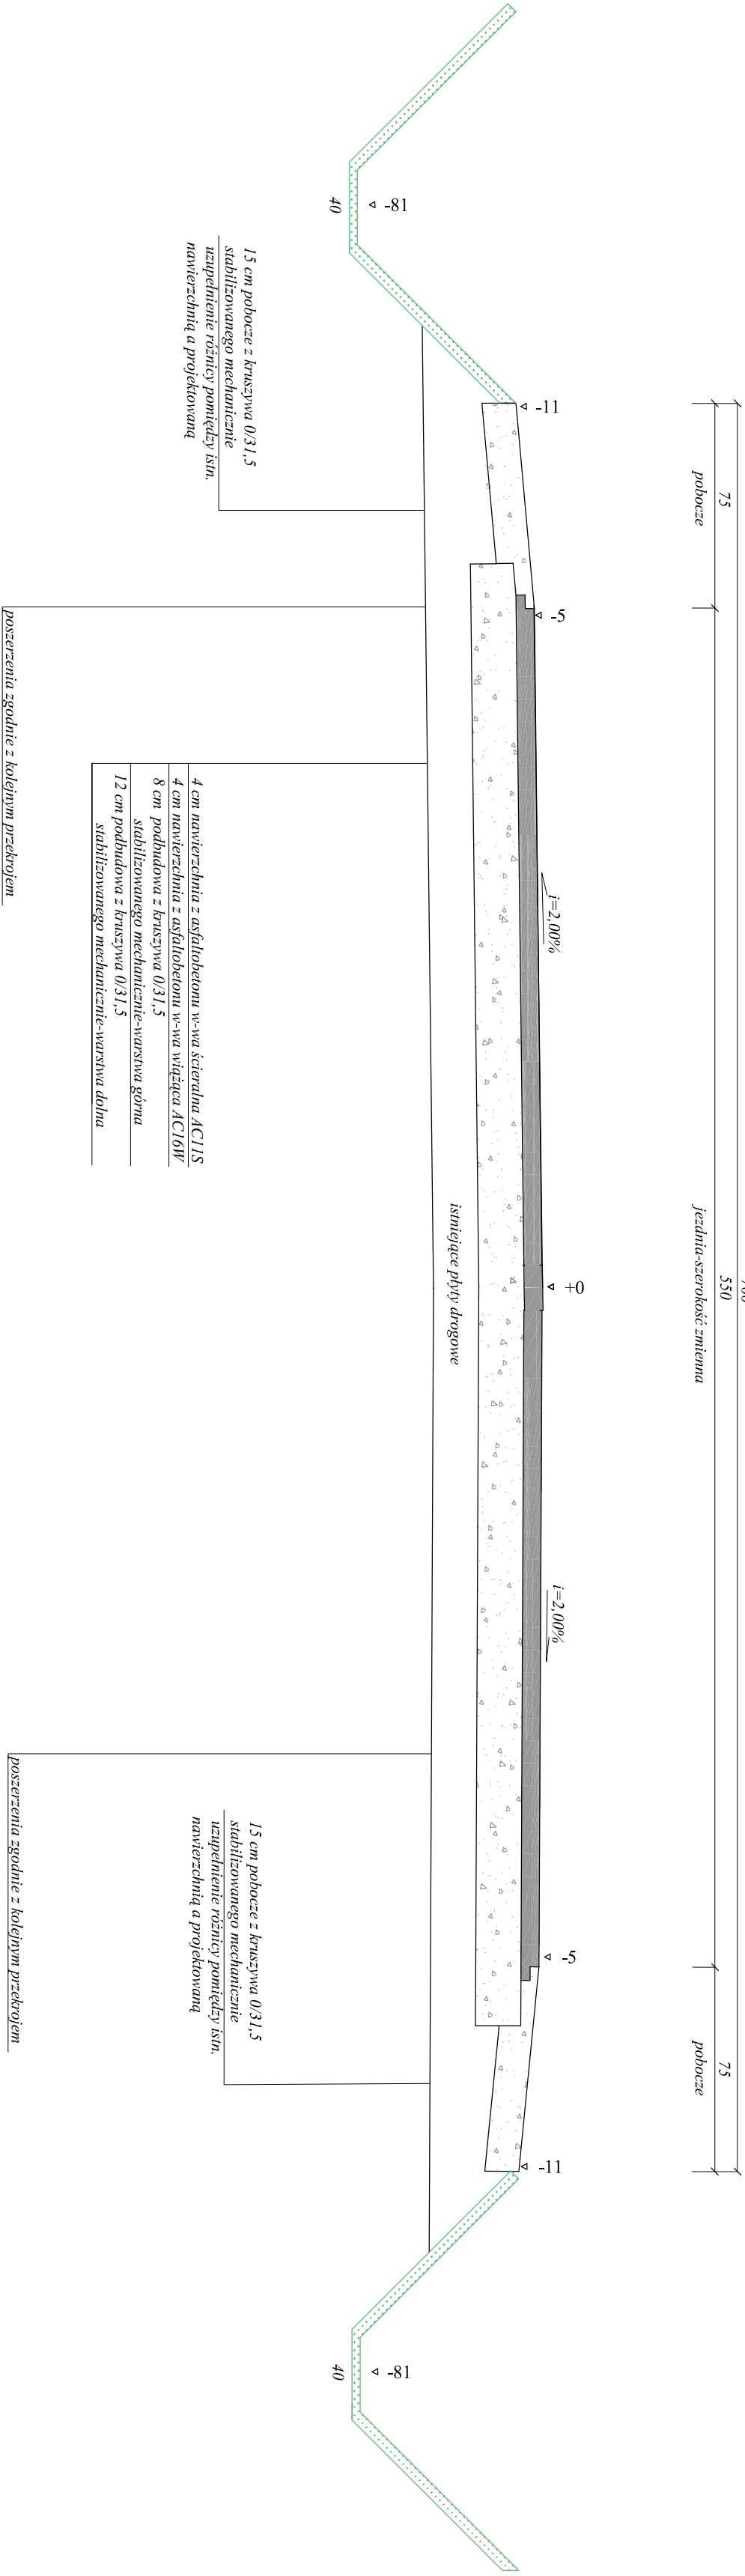 700
550
75
75
pobocze
jezdnia-szerokość zmienna
pobocze
i=2,00%
i=2,00%
-81
-11
-5
+0
-5
-11
-81
40
40
istniejące płyty drogowe
15 cm pobocze z kruszywa 0/31,5
stabilizowanego mechanicznie
uzupełnienie różnicy pomiędzy istn.
nawierzchnią a projektowaną
4 cm nawierzchnia z asfaltobetonu w-wa ścieralna AC11S
4 cm nawierzchnia z asfaltobetonu w-wa wiążąca AC16W
8 cm podbudowa z kruszywa 0/31,5
stabilizowanego mechanicznie-warstwa górna
12 cm podbudowa z kruszywa 0/31,5
stabilizowanego mechanicznie-warstwa dolna
15 cm pobocze z kruszywa 0/31,5
stabilizowanego mechanicznie
uzupełnienie różnicy pomiędzy istn.
nawierzchnią a projektowaną
poszerzenia zgodnie z kolejnym przekrojem
poszerzenia zgodnie z kolejnym przekrojem